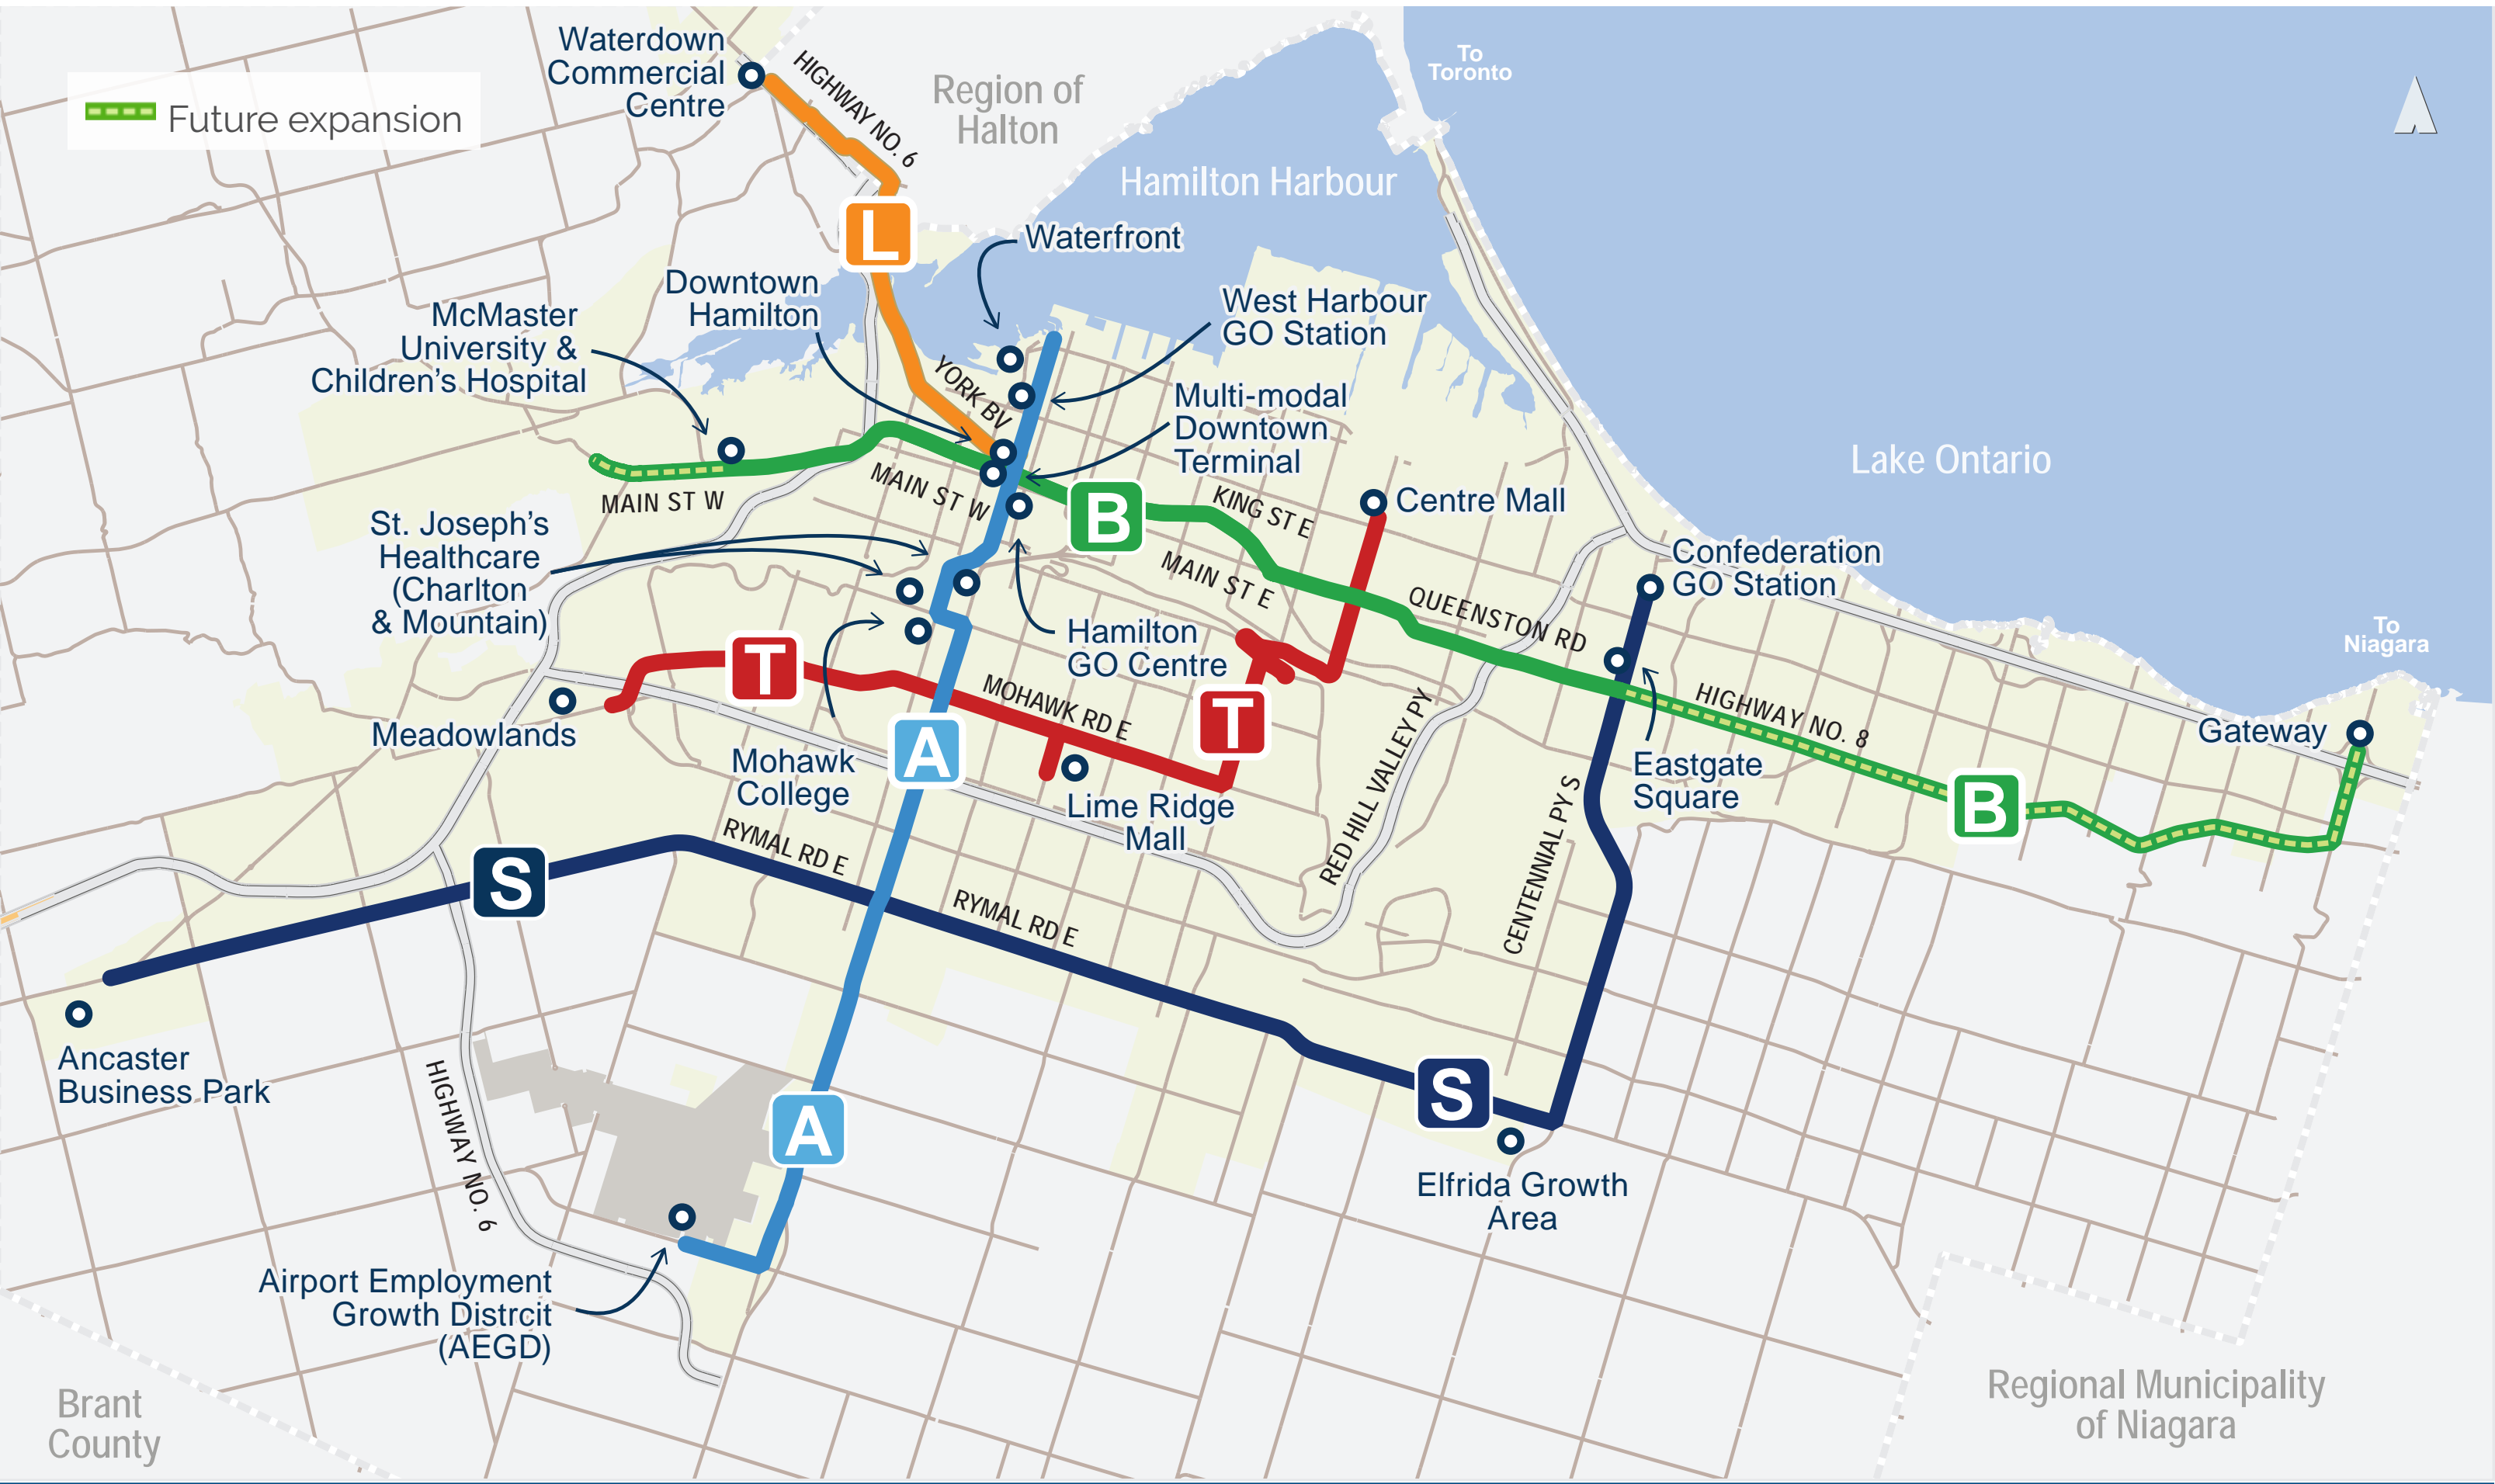 Waterdown
Commercial
Centre
HIGHWAY NO. 6
Region of
Halton
To
Toronto
Future expansion
Hamilton Harbour
L
Waterfront
Downtown
Hamilton
West Harbour
GO Station
McMaster
University &
Children's Hospital
YORK BV
Multi-modal
Downtown
Terminal
Lake Ontario
MAIN ST W
MAIN ST W
B
KING ST E
Centre Mall
St. Joseph's
Healthcare
(Charlton
& Mountain)
MAIN ST E
QUEENSTON RD
Confederation
GO Station
Hamilton
GO Centre
To
Niagara
T
T
Meadowlands
MOHAWK RD E
A
Mohawk
College
Lime Ridge
Mall
RED HILL VALLEY PY
HIGHWAY NO. 8
Gateway
Eastgate
Square
B
CENTENNIAL PY S
S
RYMAL RD E
RYMAL RD E
Ancaster
Business Park
HIGHWAY NO. 6
A
S
Elfrida Growth
Area
Airport Employment
Growth Distrcit
(AEGD)
Brant
County
Regional Municipality
of Niagara